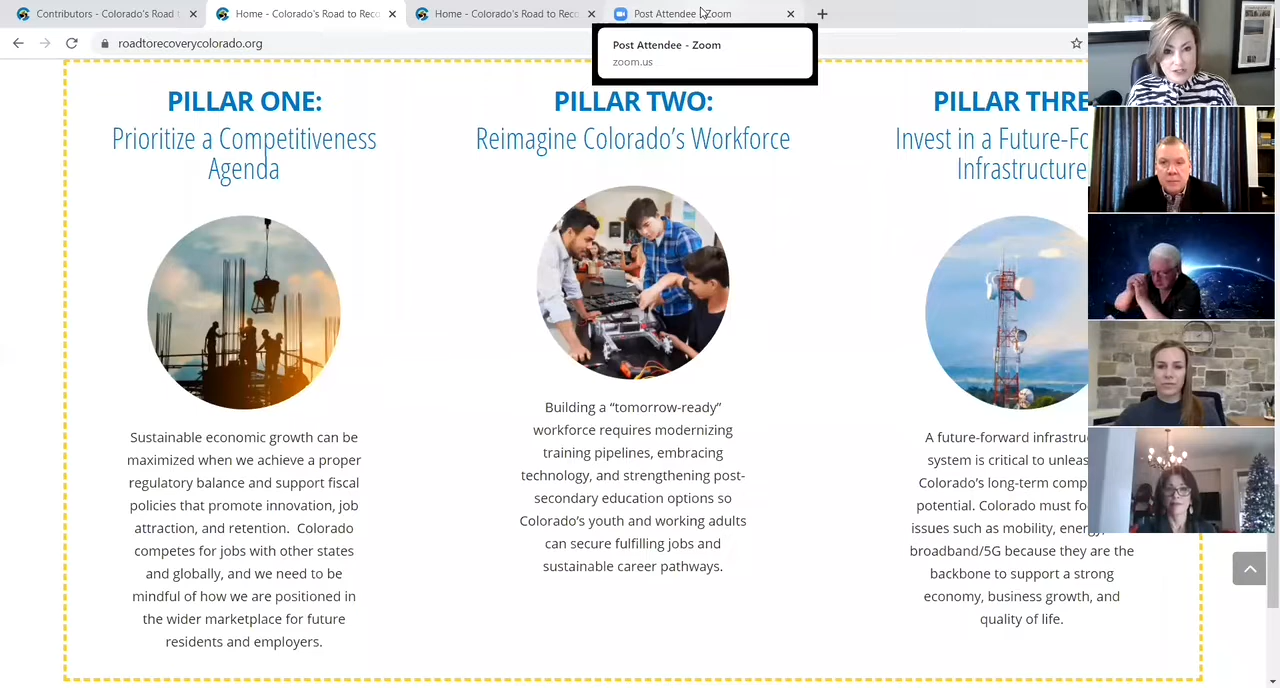 Contributors - Colorado's Road t
Home - Colorado's Road to Reco
Home - Colorado's Road to Reco
Post Attendee - Zoom
roadtorecoverycolorado.org
Post Attendee - Zoom
zoom.us
PILLAR ONE:
Prioritize a Competitiveness
Agenda
Sustainable economic growth can be
maximized when we achieve a proper
regulatory balance and support fiscal
policies that promote innovation, job
attraction, and retention. Colorado
competes for jobs with other states
and globally, and we need to be
mindful of how we are positioned in
the wider marketplace for future
residents and employers.
PILLAR TWO:
Reimagine Colorado's Workforce
Building a “tomorrow-ready”
workforce requires modernizing
training pipelines, embracing
technology, and strengthening post-
secondary education options so
Colorado’s youth and working adults
can secure fulfilling jobs and
sustainable career pathways.
PILLAR THRE
Invest in a Future-Fo
Infrastructure
A future-forward infrastru
system is critical to unleas
Colorado’s long-term comp
potential. Colorado must fo
issues such as mobility, energy,
broadband/5G because they are the
backbone to support a strong
economy, business growth, and
quality of life.